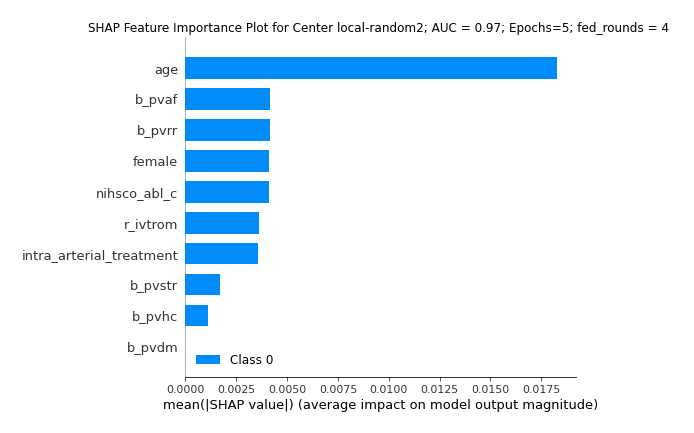 SHAP Feature Importance Plot for Center local-random2; AUC = 0.97; Epochs=5; fed_rounds = 4
age
b_pvaf
b_pvrr
female
nihsco_abl_c
r_ivtrom
intra_arterial_treatment
b_pvstr
b_pvhc
b_pvdm
Class 0
0.0000 0.0025 0.0050 0.0075 0.0100 0.0125 0.0150 0.0175
mean(|SHAP value|) (average impact on model output magnitude)